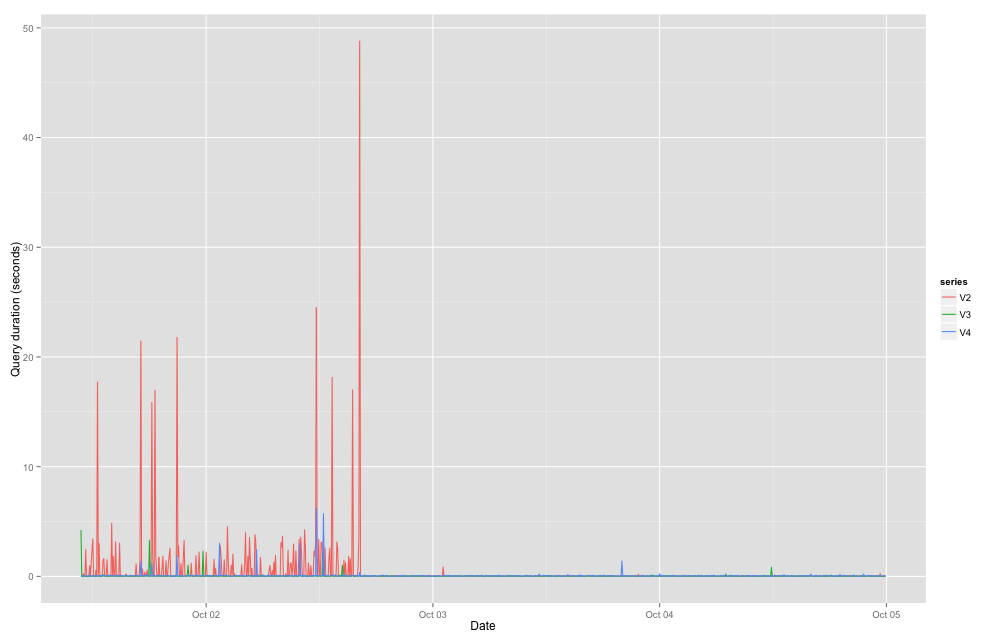 50
40
30
20
10
0
Query duration (seconds)
Oct 02
Oct 03
Oct 04
Oct 05
Date
series
V2
V3
V4